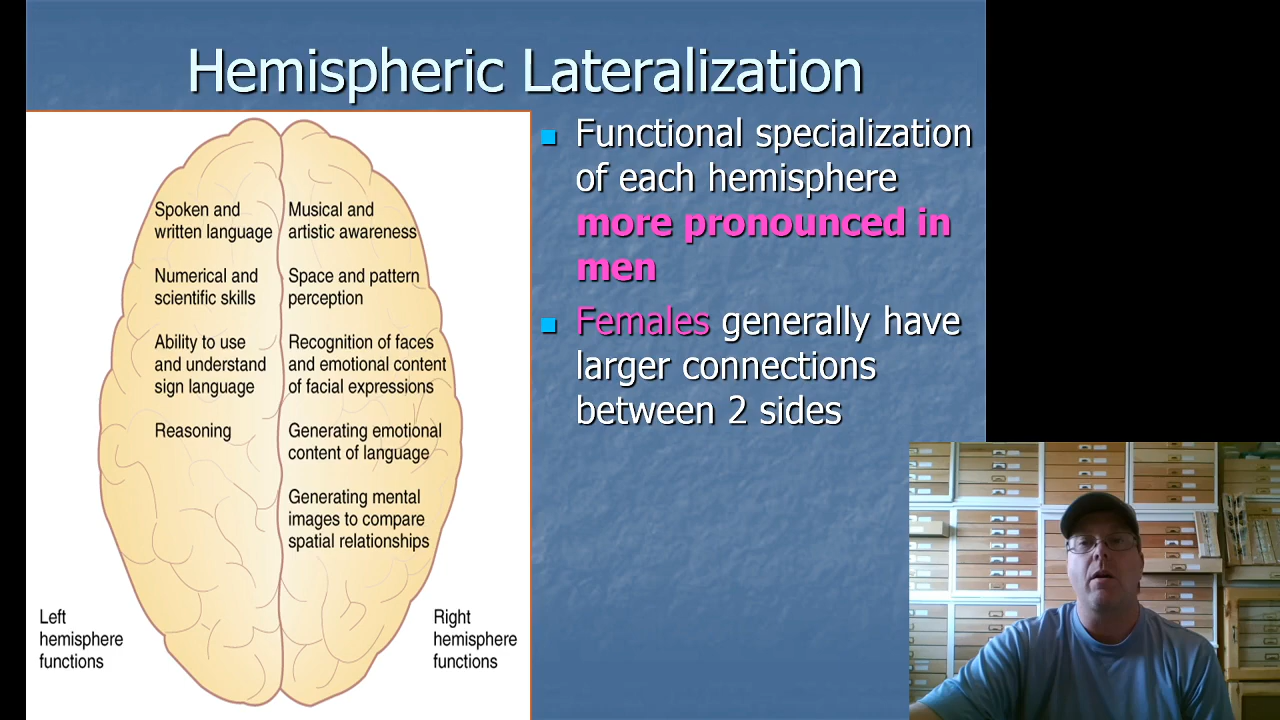 Hemispheric Lateralization
Spoken and
written language
Numerical and
scientific skills
Ability to use
and understand
sign language
Reasoning
Musical and
artistic awareness
Space and pattern
perception
Recognition of faces
and emotional content
of facial expressions
Generating emotional
content of language
Generating mental
images to compare
spatial relationships
Left
hemisphere
functions
Right
hemisphere
functions
Functional specialization
of each hemisphere
more pronounced in
men
Females generally have
larger connections
between 2 sides